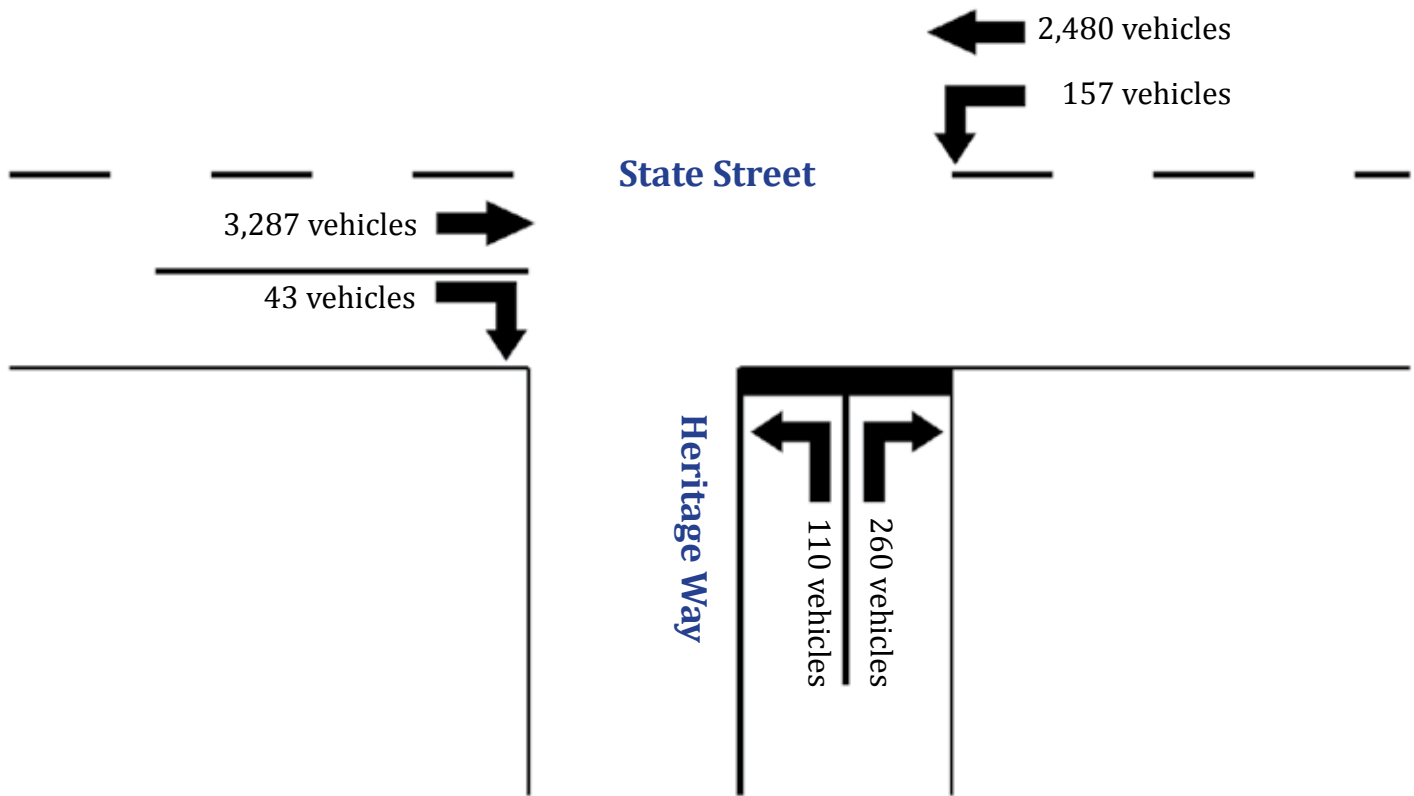 2,480 vehicles
157 vehicles
State Street
3,287 vehicles
43 vehicles
Heritage Way
110 vehicles
260 vehicles